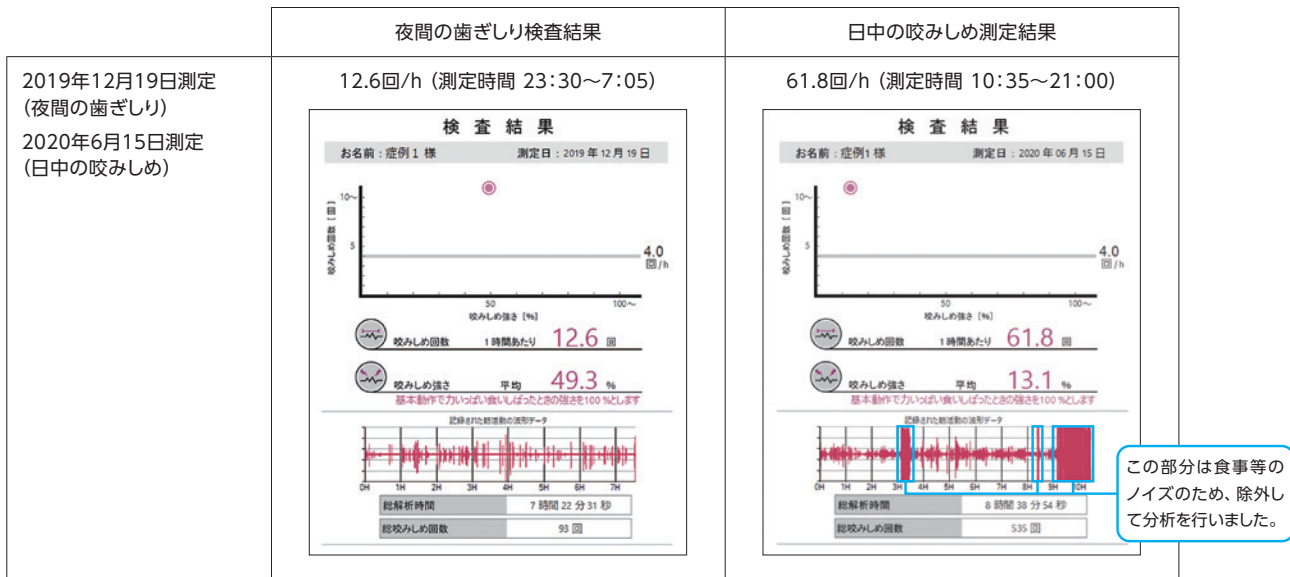 夜間の歯ぎしり検査結果
日中の咬みしめ測定結果
2019年12月19日測定
(夜間の歯ぎしり)
2020年6月15日測定
(日中の咬みしめ)
12.6回/h (測定時間 23:30〜7:05)
検 査 結 果
お名前:症例1 様 測定日:2019 年 12 月 19 日
咬みしめ回数 [回]
10〜
5
4.0
回/h
50 100〜
咬みしめ強さ [%]
咬みしめ回数 1時間あたり 12.6 回
咬みしめ強さ 平均 49.3 %
基本動作で力いっぱい食いしばったときの強さを100 %とします
記録された筋活動の波形データ
0H 1H 2H 3H 4H 5H 6H 7H
総解析時間 7 時間 22 分 31 秒
総咬みしめ回数 93 回
61.8回/h (測定時間 10:35〜21:00)
検 査 結 果
お名前:症例1 様 測定日:2020 年 06 月 15 日
咬みしめ回数 [回]
10〜
5
4.0
回/h
50 100〜
咬みしめ強さ [%]
咬みしめ回数 1時間あたり 61.8 回
咬みしめ強さ 平均 13.1 %
基本動作で力いっぱい食いしばったときの強さを100 %とします
記録された筋活動の波形データ
0H 1H 2H 3H 4H 5H 6H 7H 8H 9H 10H
総解析時間 8 時間 38 分 54 秒
総咬みしめ回数 535 回
この部分は食事等の
ノイズのため、除外し
て分析を行いました。